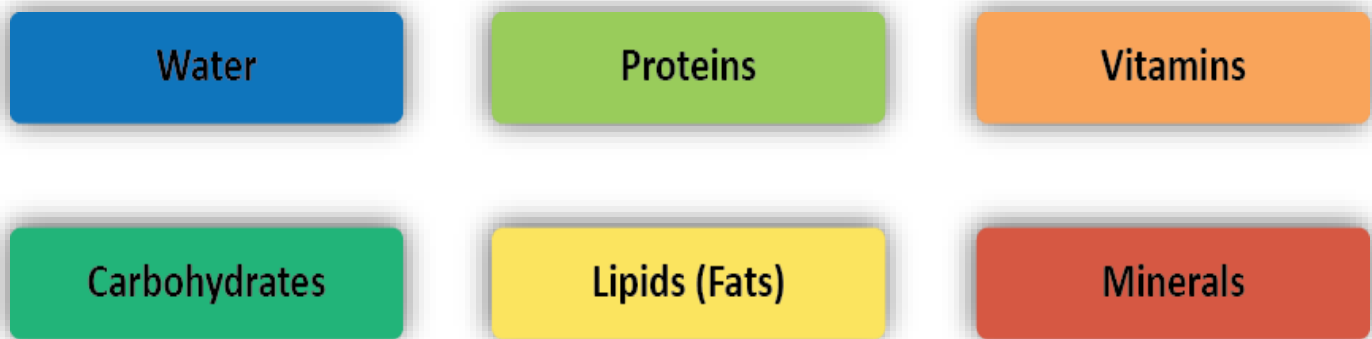 Water
Proteins
Vitamins
Carbohydrates
Lipids (Fats)
Minerals